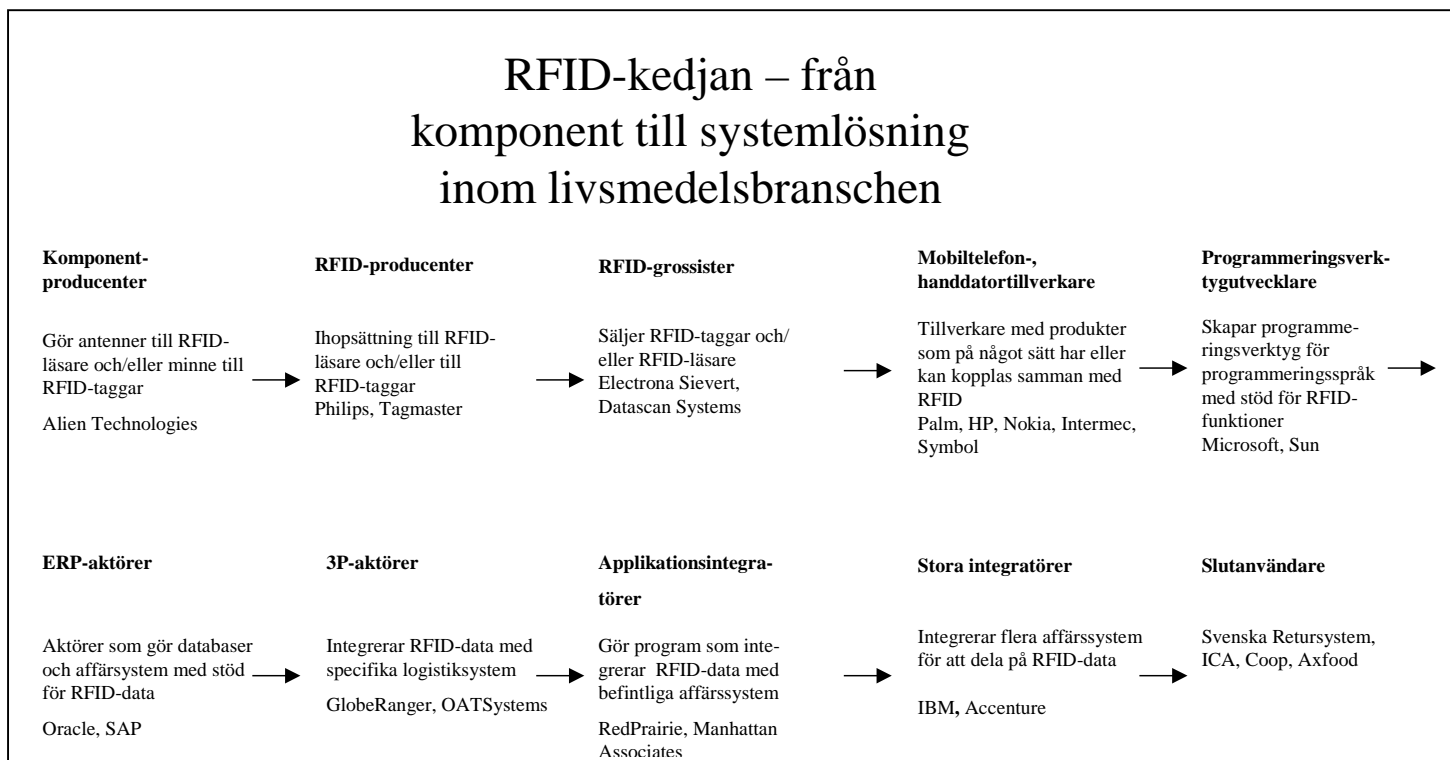 RFID-kedjan – från
komponent till systemlösning
inom livsmedelsbranschen
Komponent-
producenter
Gör antenner till RFID-
läsare och/eller minne till
RFID-taggar
Alien Technologies
RFID-producenter
Ihopsättning till RFID-
läsare och/eller till
RFID-taggar
Philips, Tagmaster
RFID-grossister
Säljer RFID-taggar och/
eller RFID-läsare
Electrona Sievert,
Datascan Systems
Mobiltelefon-,
handdatortillverkare
Tillverkare med produkter
som på något sätt har eller
kan kopplas samman med
RFID
Palm, HP, Nokia, Intermec,
Symbol
Programmeringsverk-
tygutvecklare
Skapar programme-
ringsverktyg för
programmeringsspråk
med stöd för RFID-
funktioner
Microsoft, Sun
ERP-aktörer
Aktörer som gör databaser
och affärsystem med stöd
för RFID-data
Oracle, SAP
3P-aktörer
Integrerar RFID-data med
specifika logistiksystem
GlobeRanger, OATSystems
Applikationsintegra-
törer
Gör program som inte-
grerar RFID-data med
befintliga affärssystem
RedPrairie, Manhattan
Associates
Stora integratörer
Integrerar flera affärssystem
för att dela på RFID-data
IBM, Accenture
Slutanvändare
Svenska Retursystem,
ICA, Coop, Axfood